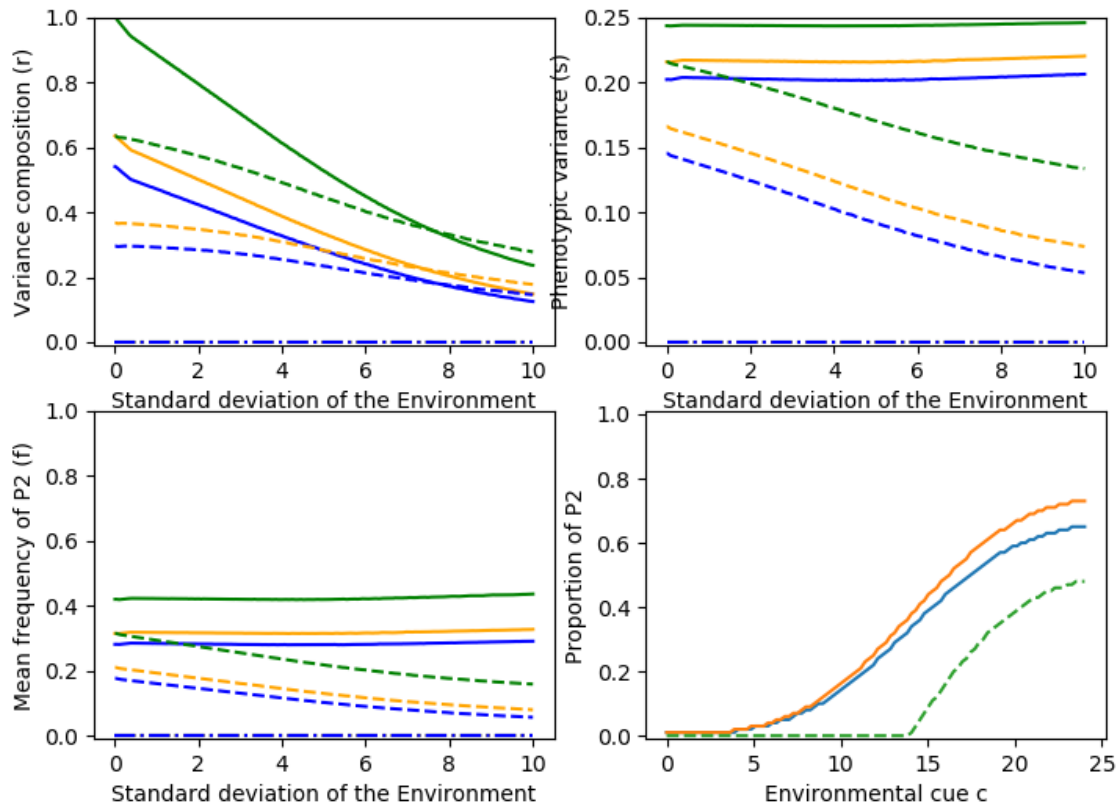 Variance composition (r)
1.0
0.8
0.6
0.4
0.2
0.0
0 2 4 6 8 10
Standard deviation of the Environment
Phenotypic variance (s)
0.25
0.20
0.15
0.10
0.05
0.00
0 2 4 6 8 10
Standard deviation of the Environment
Mean frequency of P2 (f)
1.0
0.8
0.6
0.4
0.2
0.0
0 2 4 6 8 10
Standard deviation of the Environment
Proportion of P2
1.0
0.8
0.6
0.4
0.2
0.0
0 5 10 15 20 25
Environmental cue c